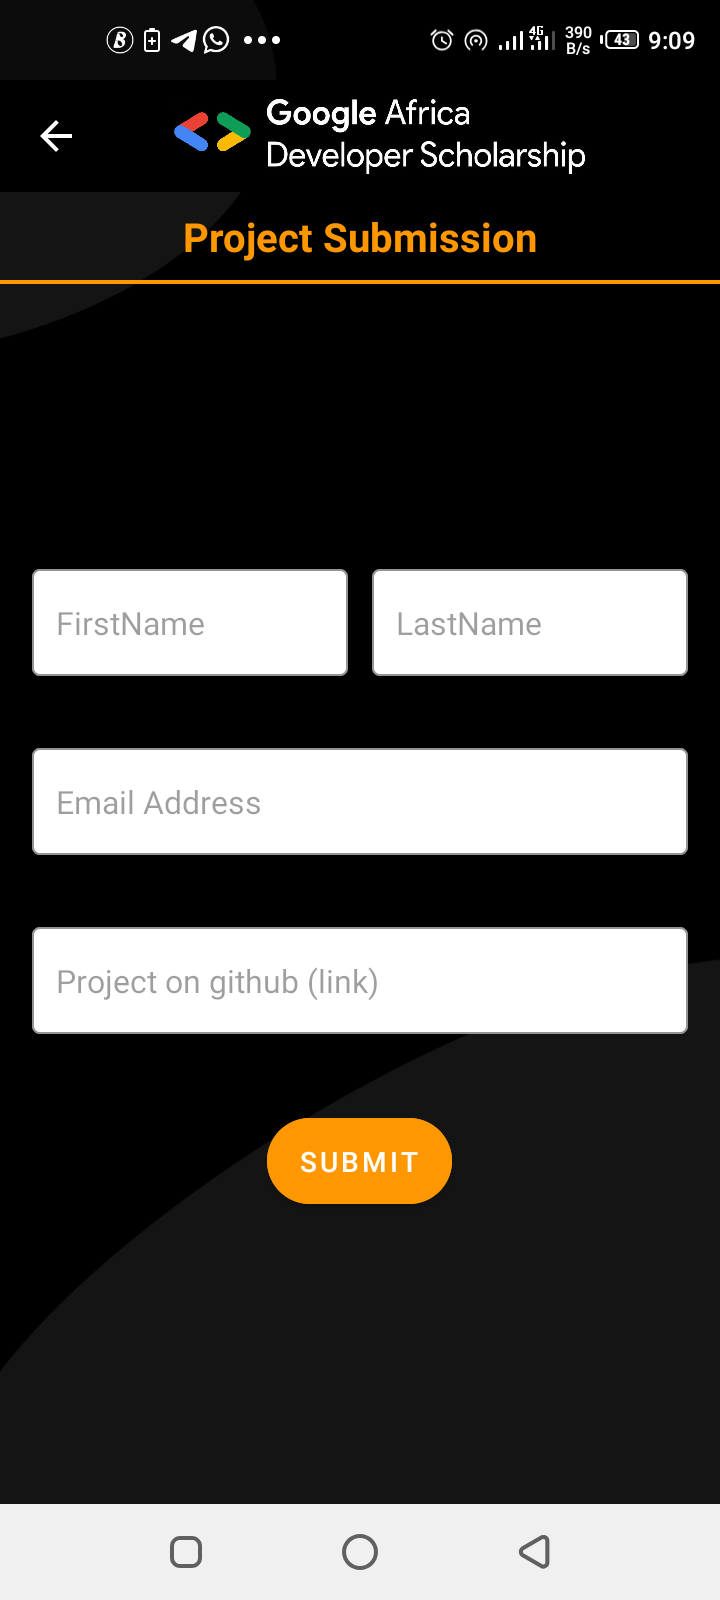 4G 390 B/s 43 9:09
Google Africa
Developer Scholarship
Project Submission
FirstName LastName
Email Address
Project on github (link)
SUBMIT